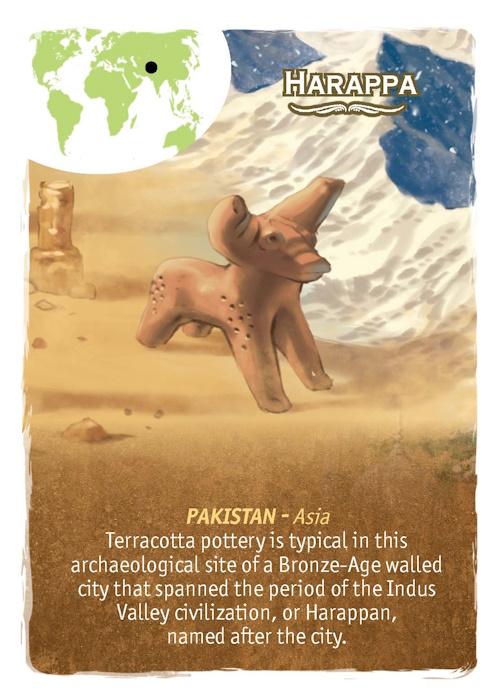 HARAPPA
PAKISTAN - Asia
Terracotta pottery is typical in this
archaeological site of a Bronze-Age walled
city that spanned the period of the Indus
Valley civilization, or Harappan,
named after the city.